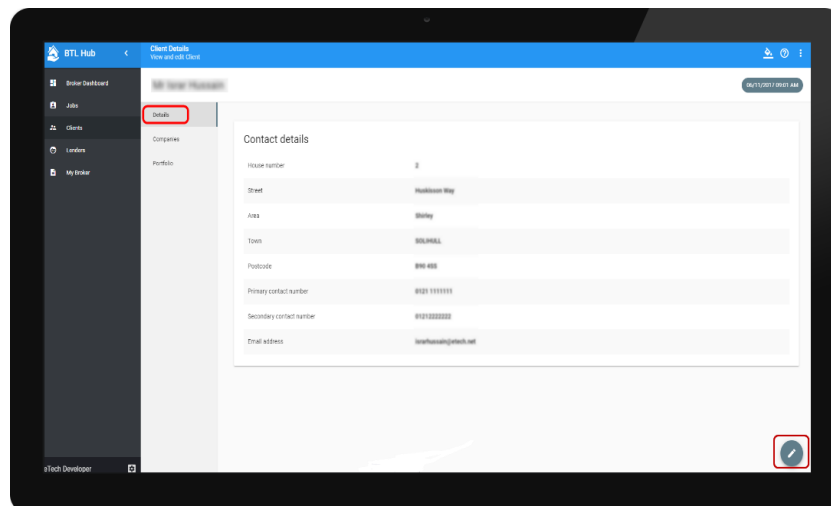 BTL Hub
Client Details
View and edit Client
Broker Dashboard
Jobs
Clients
Lenders
My Broker
eTech Developer
06/11/2017 09:01 AM
Details
Companies
Portfolio
Contact details
House number 2
Street
Area Shirley
Town SOLIHULL
Postcode
Primary contact number 0121 1111111
Secondary contact number 01212222222
Email address